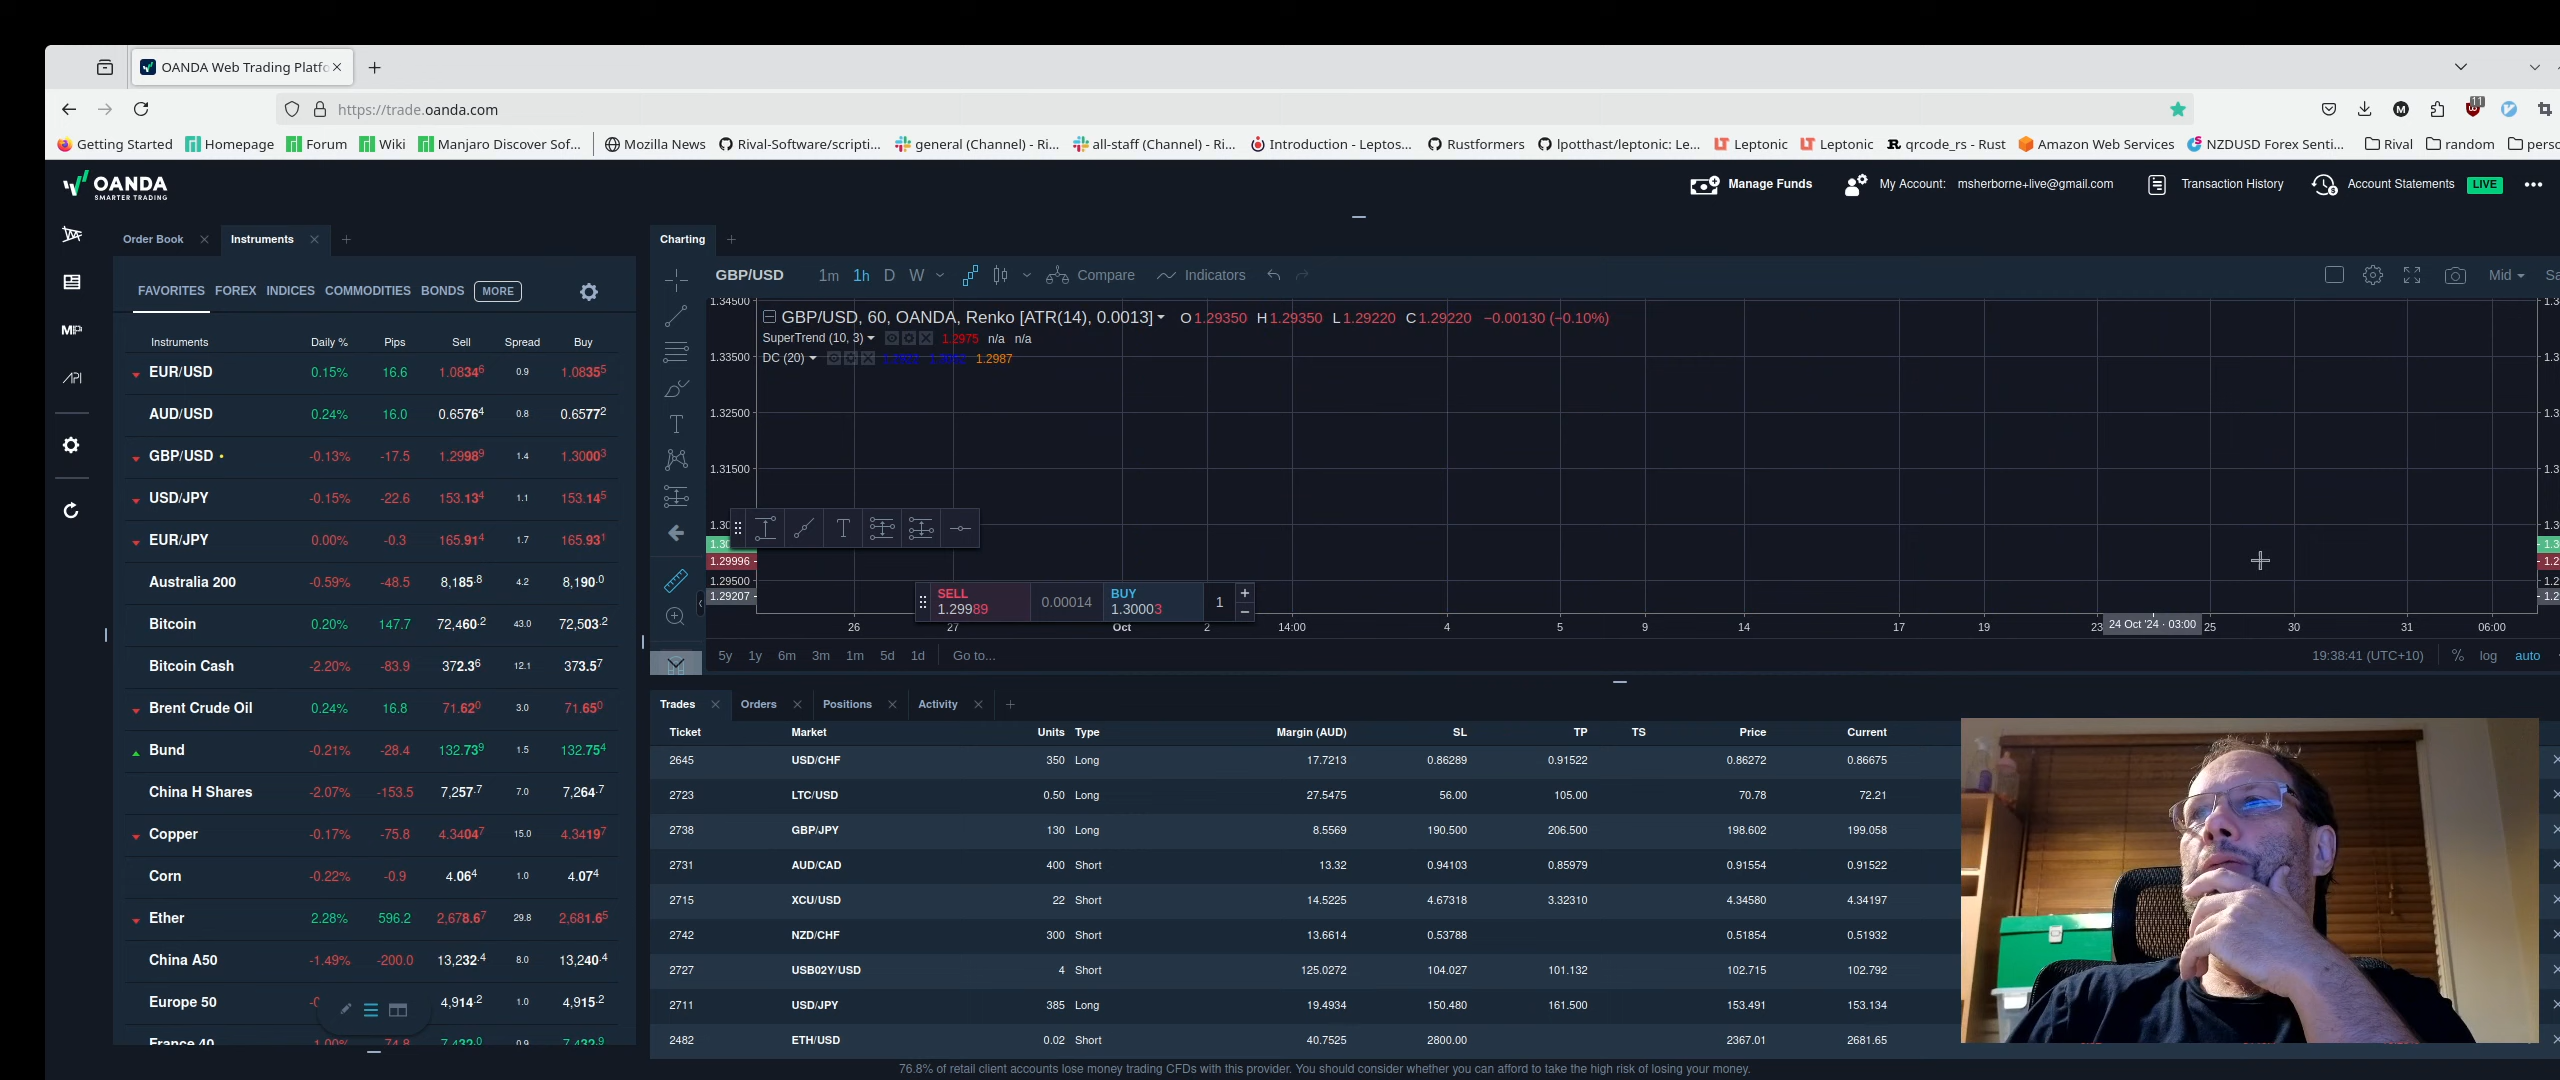 OANDA Web Trading Platfo
https://trade.oanda.com
Getting Started Homepage Forum Wiki Manjaro Discover Sof... Mozilla News Rival-Software/scripti... general (Channel) - Ri... all-staff (Channel) - Ri... Introduction - Leptos... Rustformers lpotthast/leptonic: Le... Leptonic Leptonic qrcode_rs - Rust Amazon Web Services NZDUSD Forex Senti... Rival random perso
OANDA
SMARTER TRADING
Manage Funds My Account: msherborne+live@gmail.com Transaction History Account Statements LIVE
Order Book Instruments
FAVORITES FOREX INDICES COMMODITIES BONDS MORE
Instruments Daily % Pips Sell Spread Buy
EUR/USD 0.15% 16.6 1.08346 0.9 1.08355
AUD/USD 0.24% 16.0 0.65764 0.8 0.65772
GBP/USD -0.13% -17.5 1.29989 1.4 1.30003
USD/JPY -0.15% -22.6 153.134 1.1 153.145
EUR/JPY 0.00% -0.3 165.914 1.7 165.931
Australia 200 -0.59% -48.5 8,185.8 4.2 8,190.0
Bitcoin 0.20% 147.7 72,460.2 43.0 72,503.2
Bitcoin Cash -2.20% -83.9 372.36 12.1 373.57
Brent Crude Oil 0.24% 16.8 71.620 3.0 71.650
Bund -0.21% -28.4 132.739 1.5 132.754
China H Shares -2.07% -153.5 7,257.7 7.0 7,264.7
Copper -0.17% -75.8 4.34047 15.0 4.34197
Corn -0.22% -0.9 4.064 1.0 4.074
Ether 2.28% 596.2 2,678.67 29.8 2,681.65
China A50 -1.49% -200.0 13,232.4 8.0 13,240.4
Europe 50 4,914.2 1.0 4,915.2
France 40 -1.00% -74.8 7,432.0 0.9 7,432.9
Charting
GBP/USD 1m 1h D W Compare Indicators Mid
GBP/USD, 60, OANDA, Renko [ATR(14), 0.0013] O1.29350 H1.29350 L1.29220 C1.29220 −0.00130 (−0.10%)
SuperTrend (10, 3) 1.2975 n/a n/a
DC (20) 1.2987
1.34500
1.33500
1.32500
1.31500
1.29996
1.29500
1.29207
SELL 1.29989 0.00014 BUY 1.30003 1
26 27 Oct 2 14:00 4 5 9 14 17 19 23 24 Oct '24 · 03:00 25 30 31 06:00
5y 1y 6m 3m 1m 5d 1d Go to... 19:38:41 (UTC+10) % log auto
Trades Orders Positions Activity
Ticket Market Units Type Margin (AUD) SL TP TS Price Current
2645 USD/CHF 350 Long 17.7213 0.86289 0.91522 0.86272 0.86675
2723 LTC/USD 0.50 Long 27.5475 56.00 105.00 70.78 72.21
2738 GBP/JPY 130 Long 8.5569 190.500 206.500 198.602 199.058
2731 AUD/CAD 400 Short 13.32 0.94103 0.85979 0.91554 0.91522
2715 XCU/USD 22 Short 14.5225 4.67318 3.32310 4.34580 4.34197
2742 NZD/CHF 300 Short 13.6614 0.53788 0.51854 0.51932
2727 USB02Y/USD 4 Short 125.0272 104.027 101.132 102.715 102.792
2711 USD/JPY 385 Long 19.4934 150.480 161.500 153.491 153.134
2482 ETH/USD 0.02 Short 40.7525 2800.00 2367.01 2681.65
76.8% of retail client accounts lose money trading CFDs with this provider. You should consider whether you can afford to take the high risk of losing your money.